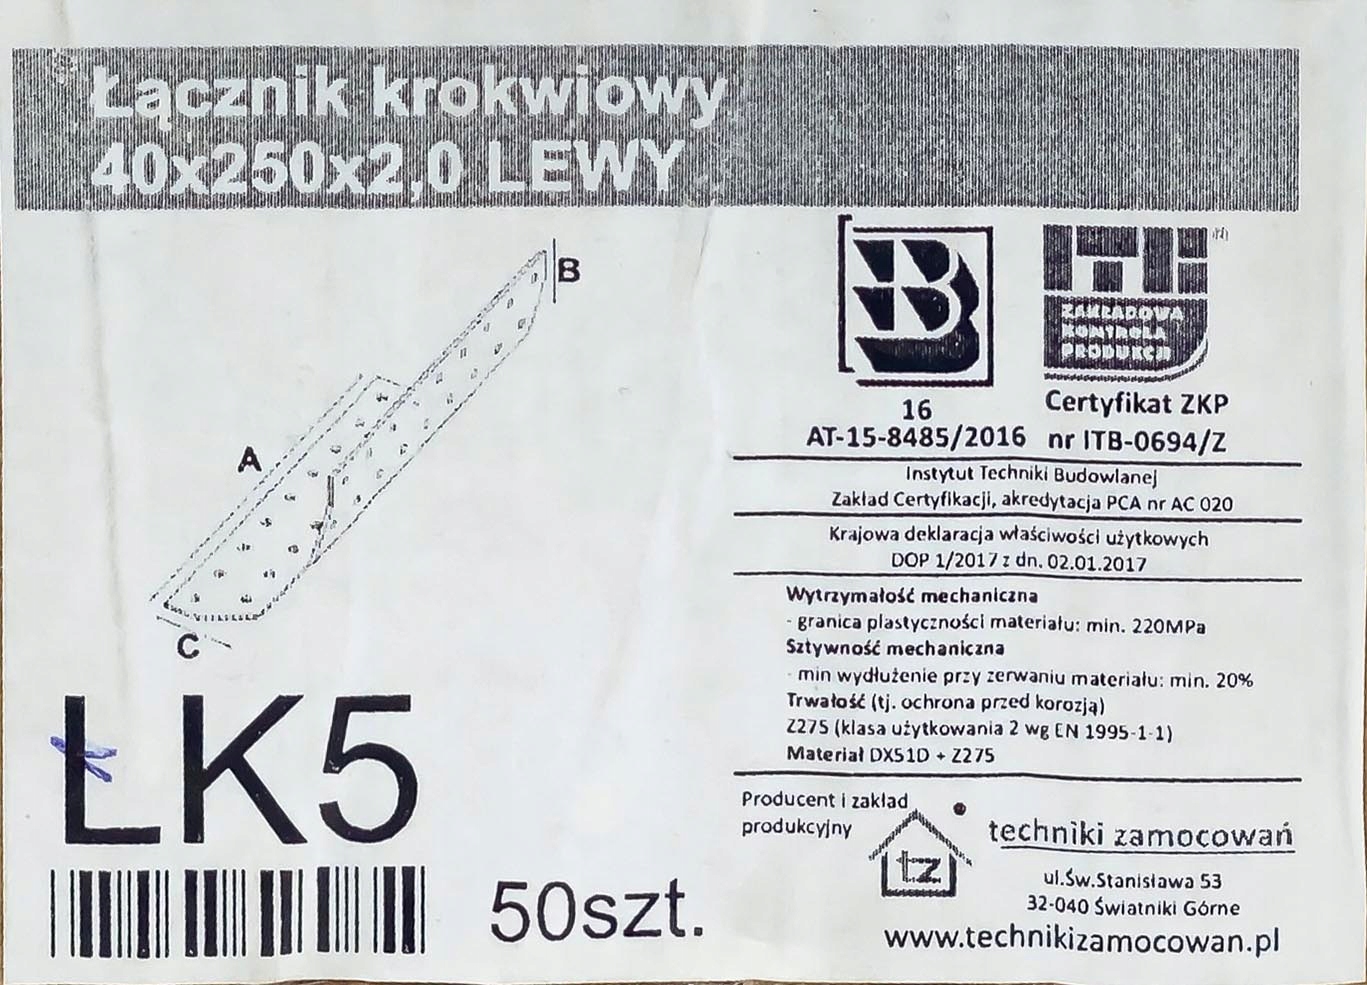 Łącznik krokwiowy
40x250x2,0 LEWY
B
A
C
ŁK5
50szt.
B
ITB
ZAKŁADOWA
KONTROLA
PRODUKCJI
16
AT-15-8485/2016
Certyfikat ZKP
nr ITB-0694/Z
Instytut Techniki Budowlanej
Zakład Certyfikacji, akredytacja PCA nr AC 020
Krajowa deklaracja właściwości użytkowych
DOP 1/2017 z dn. 02.01.2017
Wytrzymałość mechaniczna
- granica plastyczności materiału: min. 220MPa
Sztywność mechaniczna
- min wydłużenie przy zerwaniu materiału: min. 20%
Trwałość (tj. ochrona przed korozją)
Z275 (klasa użytkowania 2 wg EN 1995-1-1)
Materiał DX51D + Z275
Producent i zakład
produkcyjny
tz
techniki zamocowań
ul.Św.Stanisława 53
32-040 Światniki Górne
www.technikizamocowan.pl